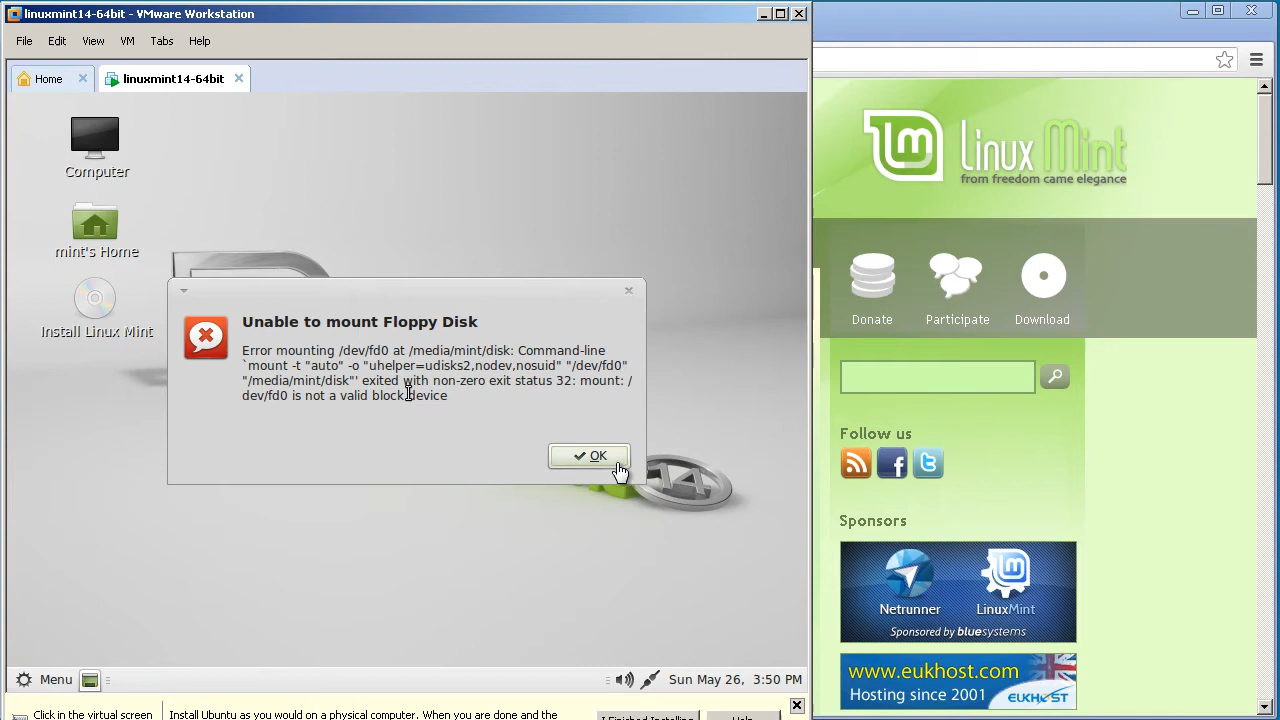 linuxmint14-64bit - VMware Workstation
File Edit View VM Tabs Help
Home
linuxmint14-64bit
Computer
mint's Home
Install Linux Mint
Unable to mount Floppy Disk
Error mounting /dev/fd0 at /media/mint/disk: Command-line
`mount -t "auto" -o "uhelper=udisks2,nodev,nosuid" "/dev/fd0"
"/media/mint/disk"' exited with non-zero exit status 32: mount: /
dev/fd0 is not a valid block device
OK
14
Menu
Sun May 26, 3:50 PM
Click in the virtual screen
Install Ubuntu as you would on a physical computer. When you are done and the
I Finished Installing
Help
Linux Mint
from freedom came elegance
Donate
Participate
Download
Follow us
Sponsors
Netrunner
LinuxMint
Sponsored by bluesystems
www.eukhost.com
Hosting since 2001
EUKHOST